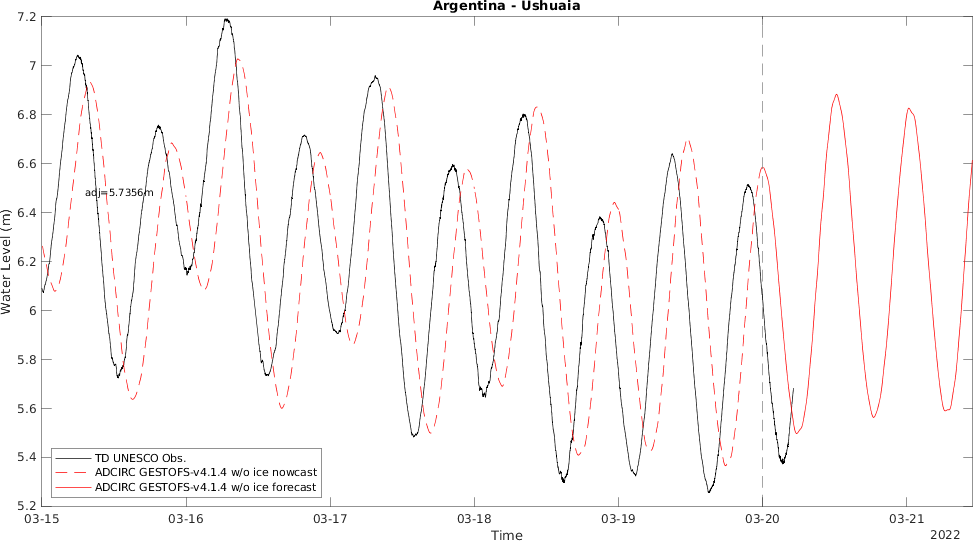 Argentina - Ushuaia
7.2
7
6.8
6.6
6.4
6.2
6
5.8
5.6
5.4
5.2
Water Level (m)
adj=5.7356m
TD UNESCO Obs.
ADCIRC GESTOFS-v4.1.4 w/o ice nowcast
ADCIRC GESTOFS-v4.1.4 w/o ice forecast
03-15 03-16 03-17 03-18 03-19 03-20 03-21
Time
2022